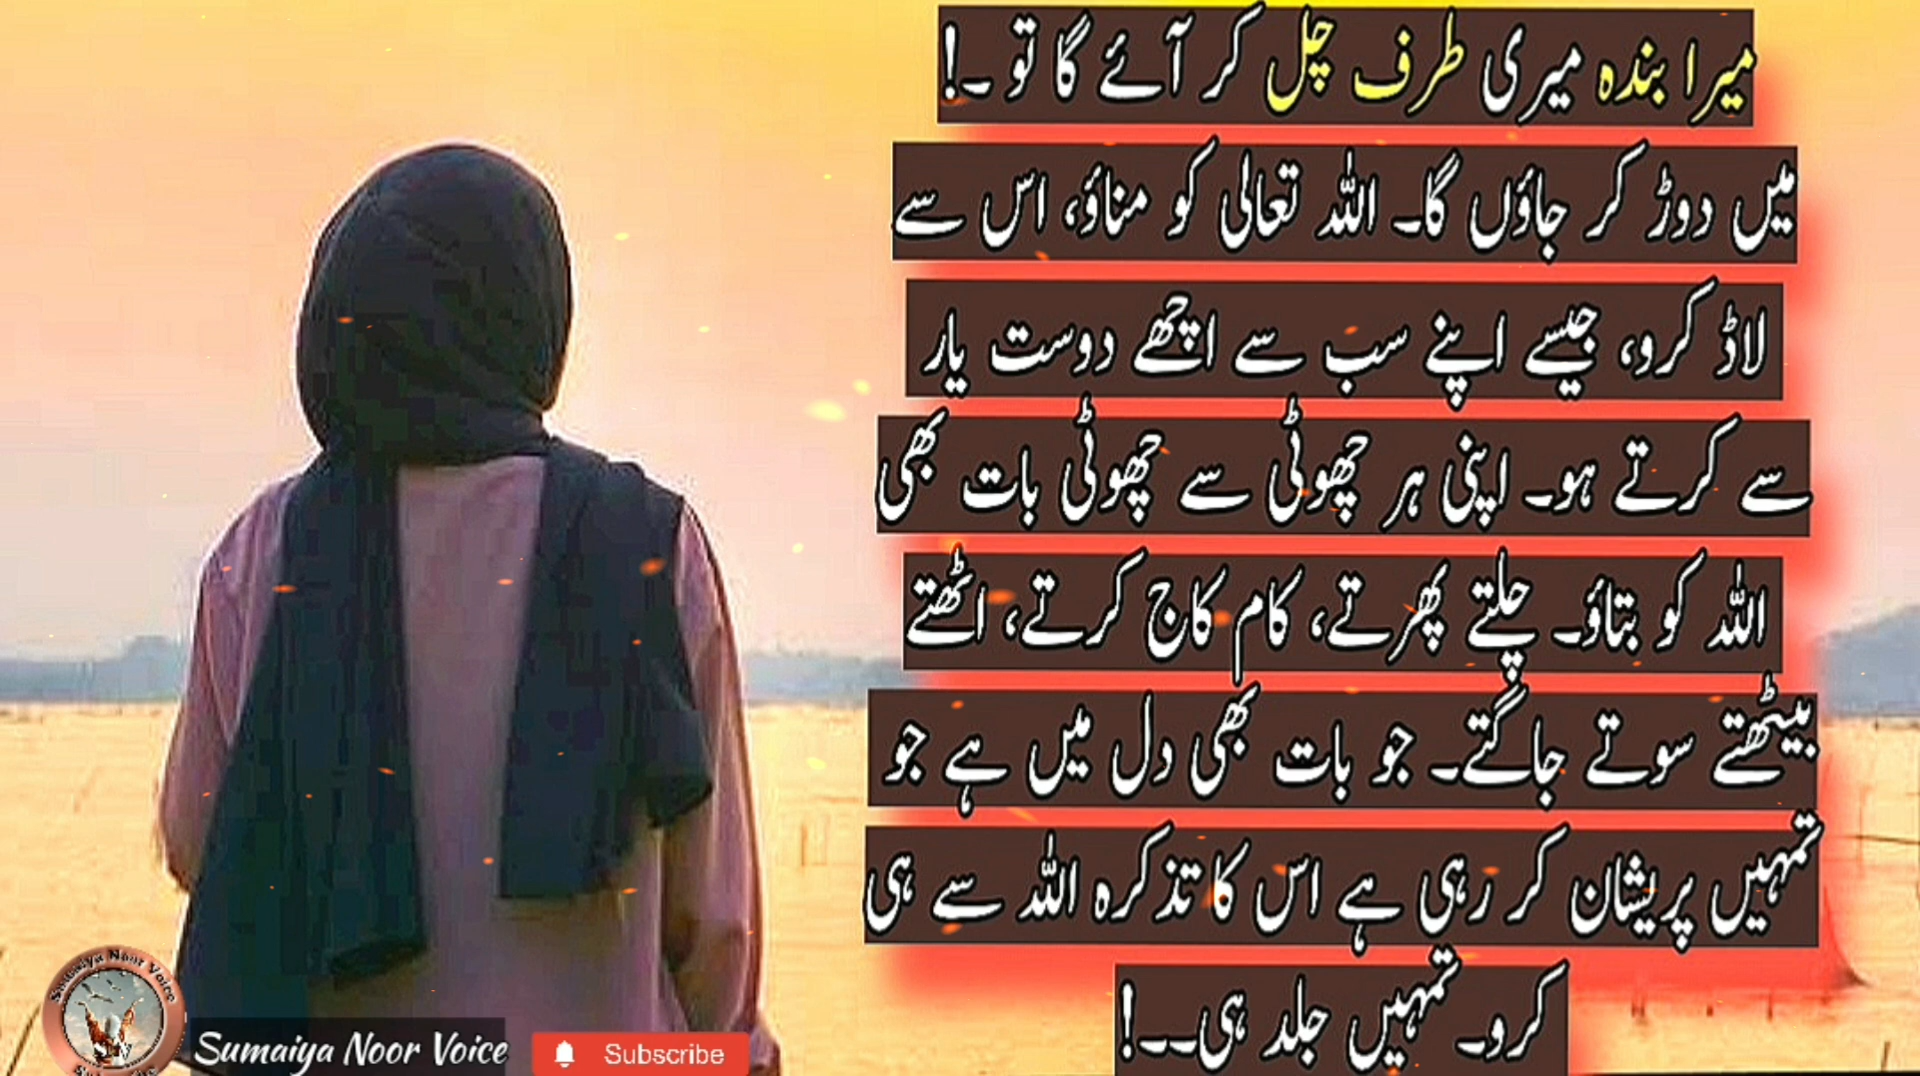 میرا بندہ میری طرف چل کر آئے گا تو ۔!
میں دوڑ کر جاؤں گا۔ اللہ تعالی کو مناؤ، اس سے
لاڈ کرو، جیسے اپنے سب سے اچھے دوست یار
سے کرتے ہو۔ اپنی ہر چھوٹی سے چھوٹی بات بھی
اللہ کو بتاؤ۔ چلتے پھرتے، کام کاج کرتے، اٹھتے
بیٹھتے سوتے جاگتے۔ جو بات بھی دل میں ہے جو
تمہیں پریشان کر رہی ہے اس کا تذکرہ اللہ سے ہی
کرو۔ تمہیں جلد ہی۔۔!
Sumaiya Noor Voice
Sumaiya Noor Voice
Subscribe